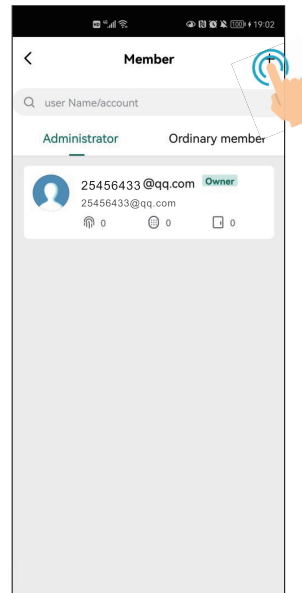 100 19:02
Member +
user Name/account
Administrator Ordinary member
25456433@qq.com Owner
25456433@qq.com
0 0 0